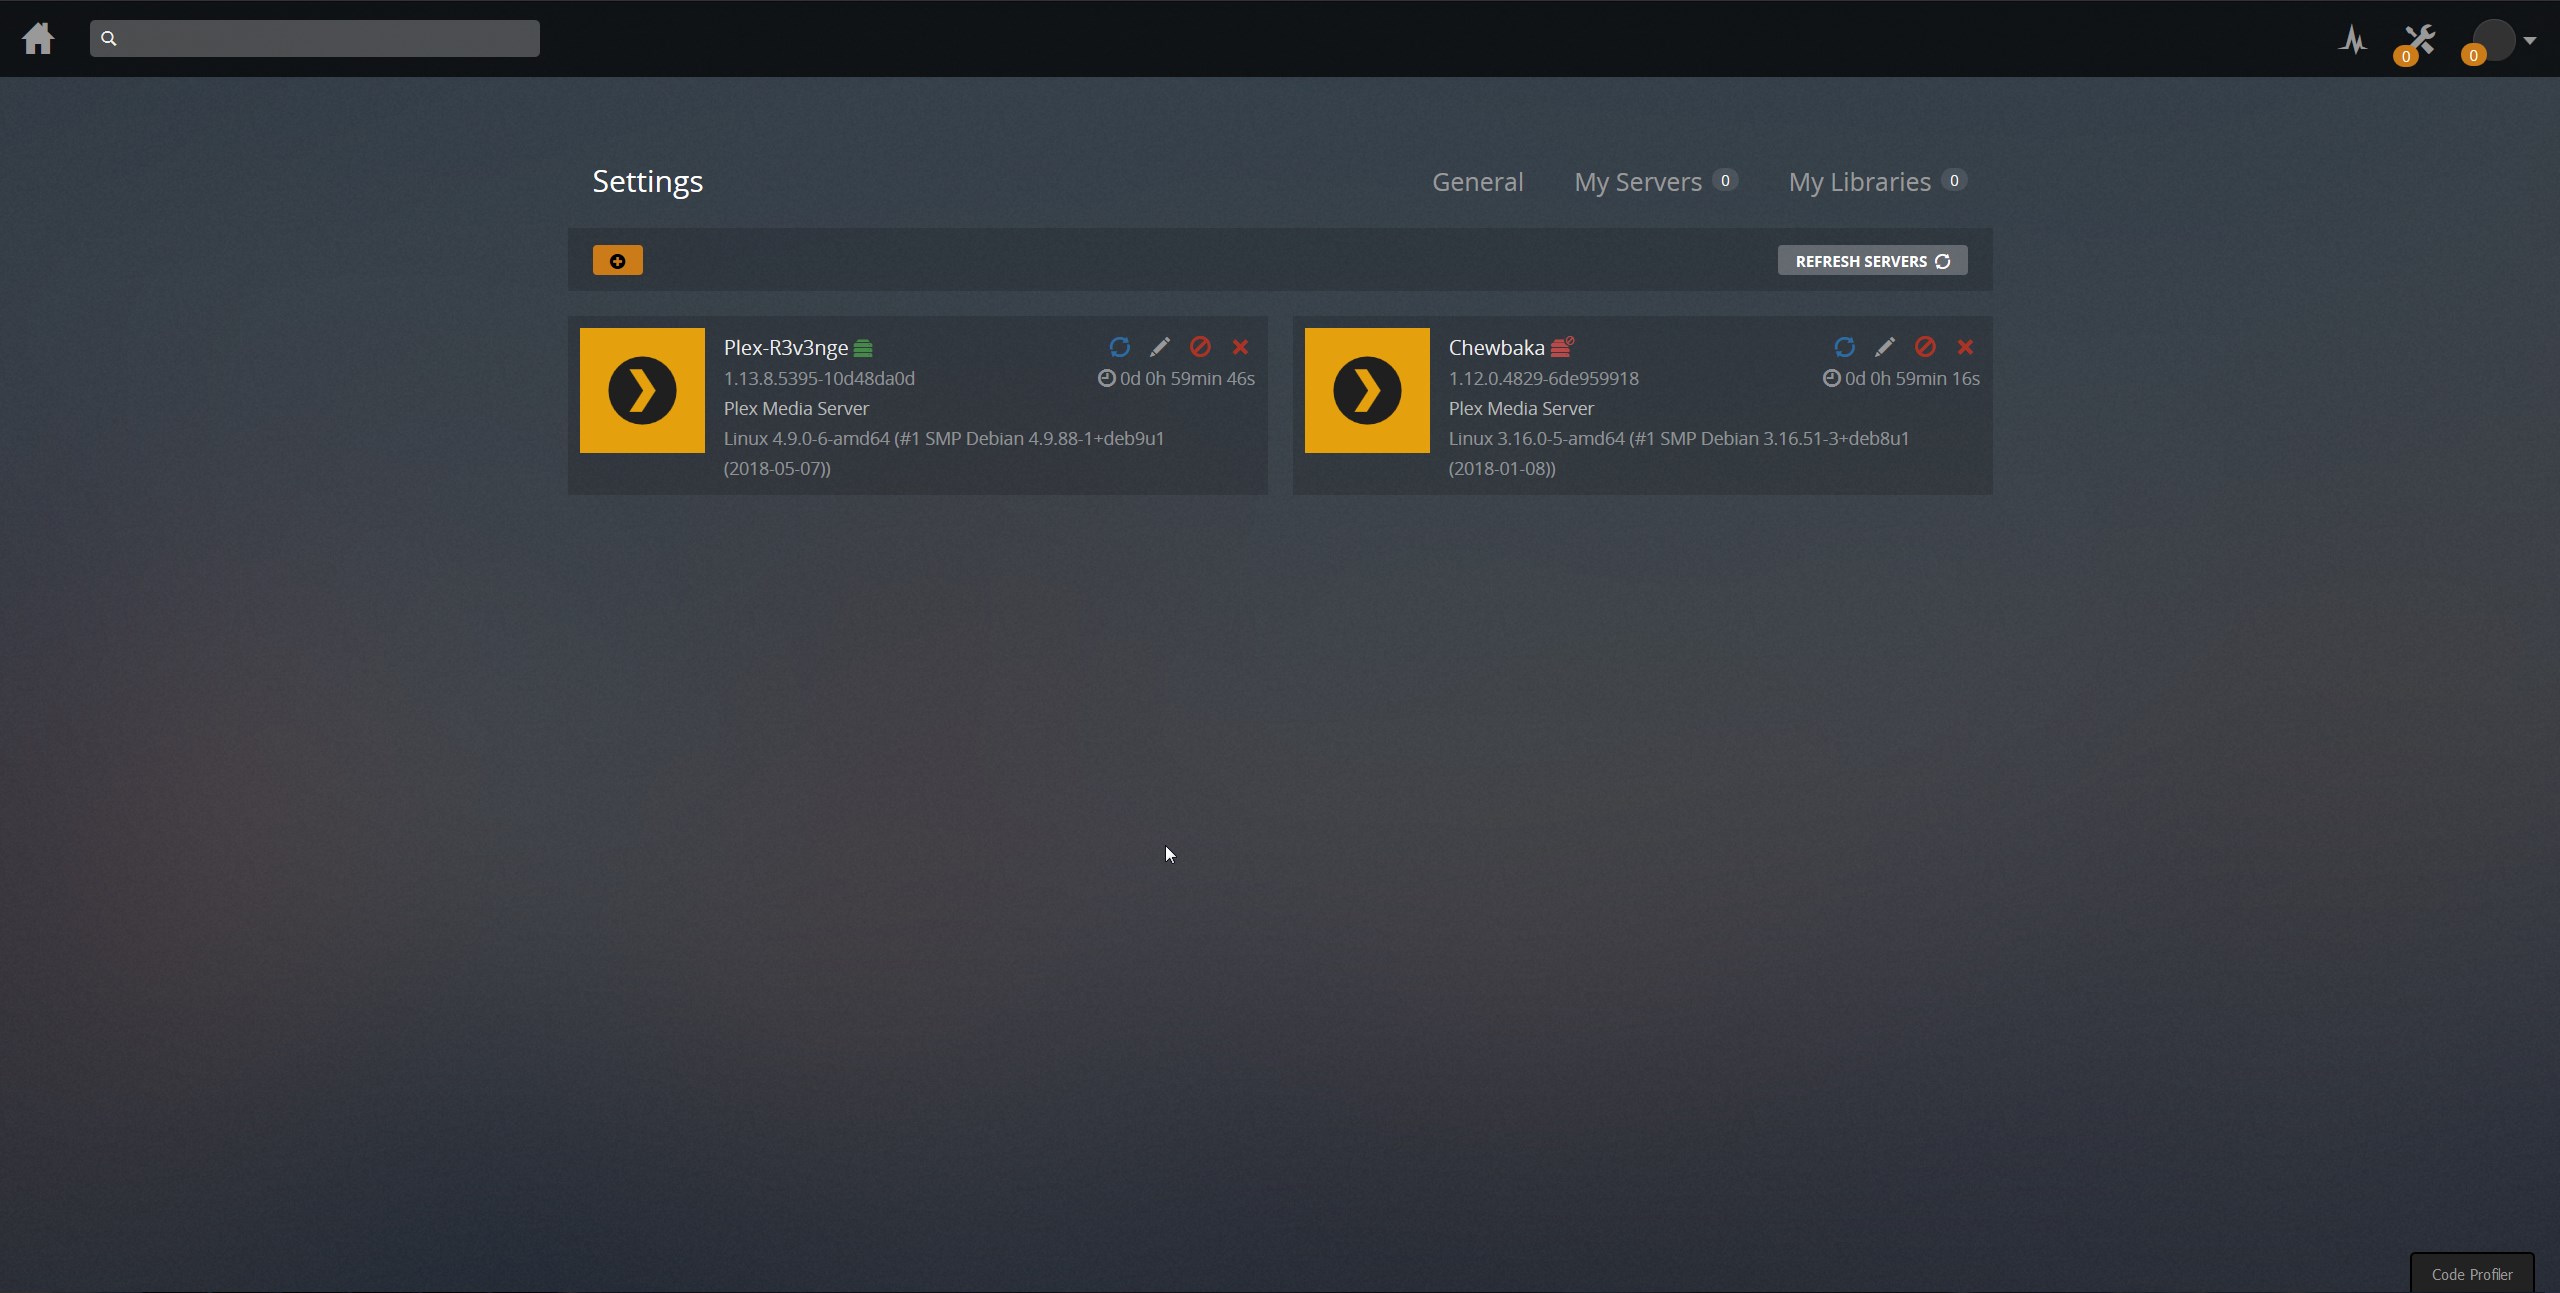 0
0
Settings
General
My Servers 0
My Libraries 0
REFRESH SERVERS
Plex-R3v3nge
1.13.8.5395-10d48da0d
0d 0h 59min 46s
Plex Media Server
Linux 4.9.0-6-amd64 (#1 SMP Debian 4.9.88-1+deb9u1
(2018-05-07))
Chewbaka
1.12.0.4829-6de959918
0d 0h 59min 16s
Plex Media Server
Linux 3.16.0-5-amd64 (#1 SMP Debian 3.16.51-3+deb8u1
(2018-01-08))
Code Profiler